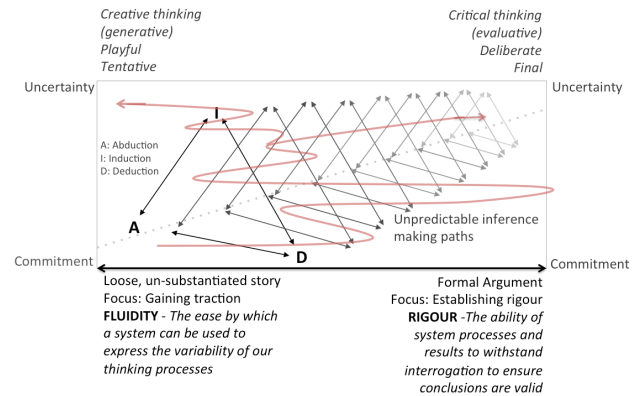 Creative thinking
(generative)
Playful
Tentative
Critical thinking
(evaluative)
Deliberate
Final
Uncertainty
Uncertainty
I
A: Abduction
I: Induction
D: Deduction
A
Unpredictable inference
making paths
D
Commitment
Commitment
Loose, un-substantiated story
Focus: Gaining traction
FLUIDITY - The ease by which
a system can be used to
express the variability of our
thinking processes
Formal Argument
Focus: Establishing rigour
RIGOUR -The ability of
system processes and
results to withstand
interrogation to ensure
conclusions are valid